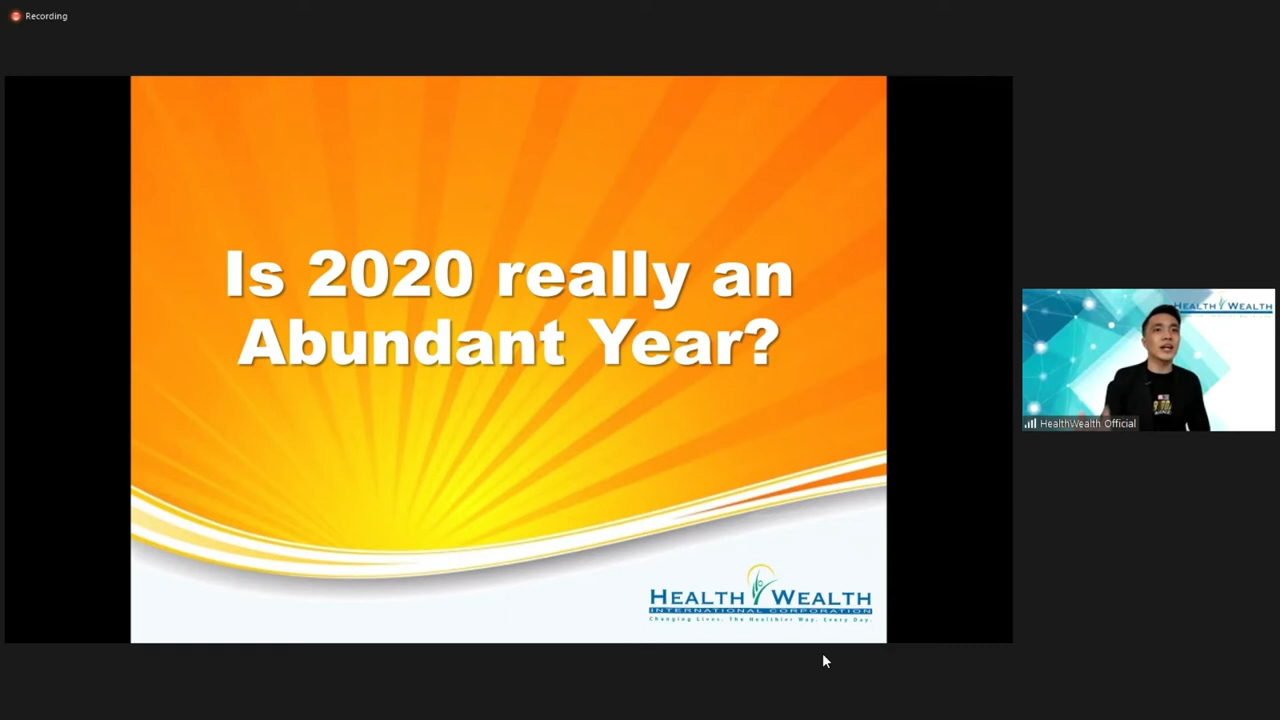 Recording
Is 2020 really an
Abundant Year?
HEALTH WEALTH
INTERNATIONAL CORPORATION
Changing Lives. The Healthier Way. Every Day.
HEALTH WEALTH
HealthWealth Official